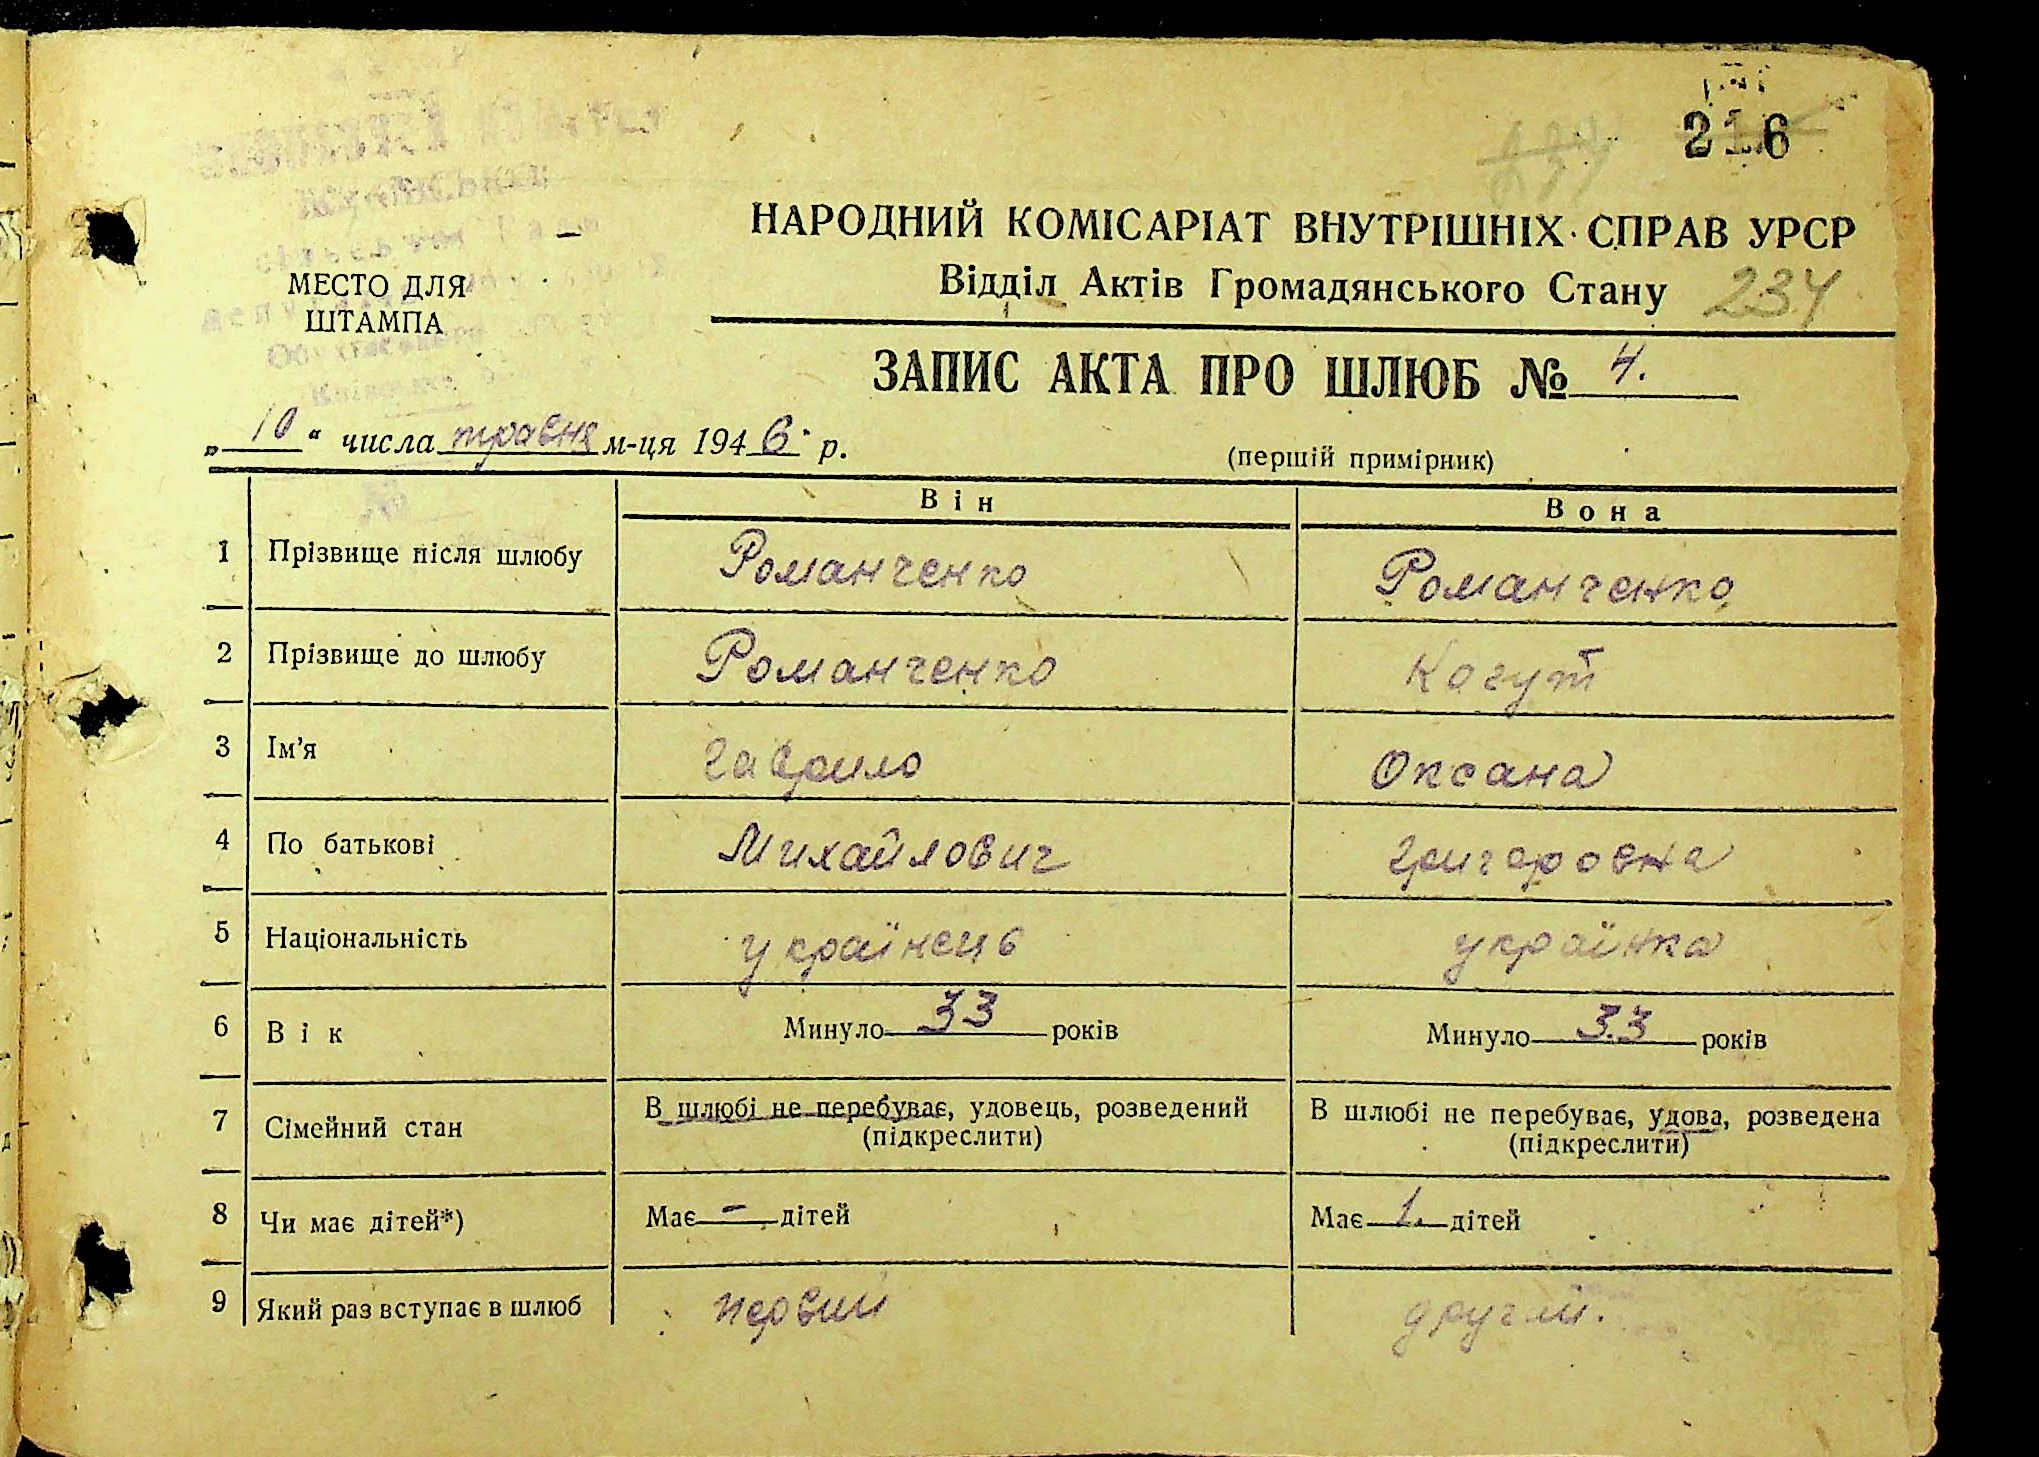 216
НАРОДНИЙ КОМІСАРІАТ ВНУТРІШНІХ СПРАВ УРСР
Відділ Актів Громадянського Стану 234
МЕСТО ДЛЯ
ШТАМПА
ЗАПИС АКТА ПРО ШЛЮБ № 4.
„10“ числа травня м-ця 1946 р.
(першій примірник)
Він Вона
1 Прізвище після шлюбу Романченко Романченко
2 Прізвище до шлюбу Романченко Когут
3 Ім'я Гаврило Оксана
4 По батькові Михайлович Григоровна
5 Національність українець українка
6 Вік Минуло 33 років Минуло 33 років
7 Сімейний стан В шлюбі не перебуває, удовець, розведений В шлюбі не перебуває, удова, розведена
(підкреслити) (підкреслити)
8 Чи має дітей*) Має - дітей Має 1. дітей
9 Який раз вступає в шлюб первий другий.